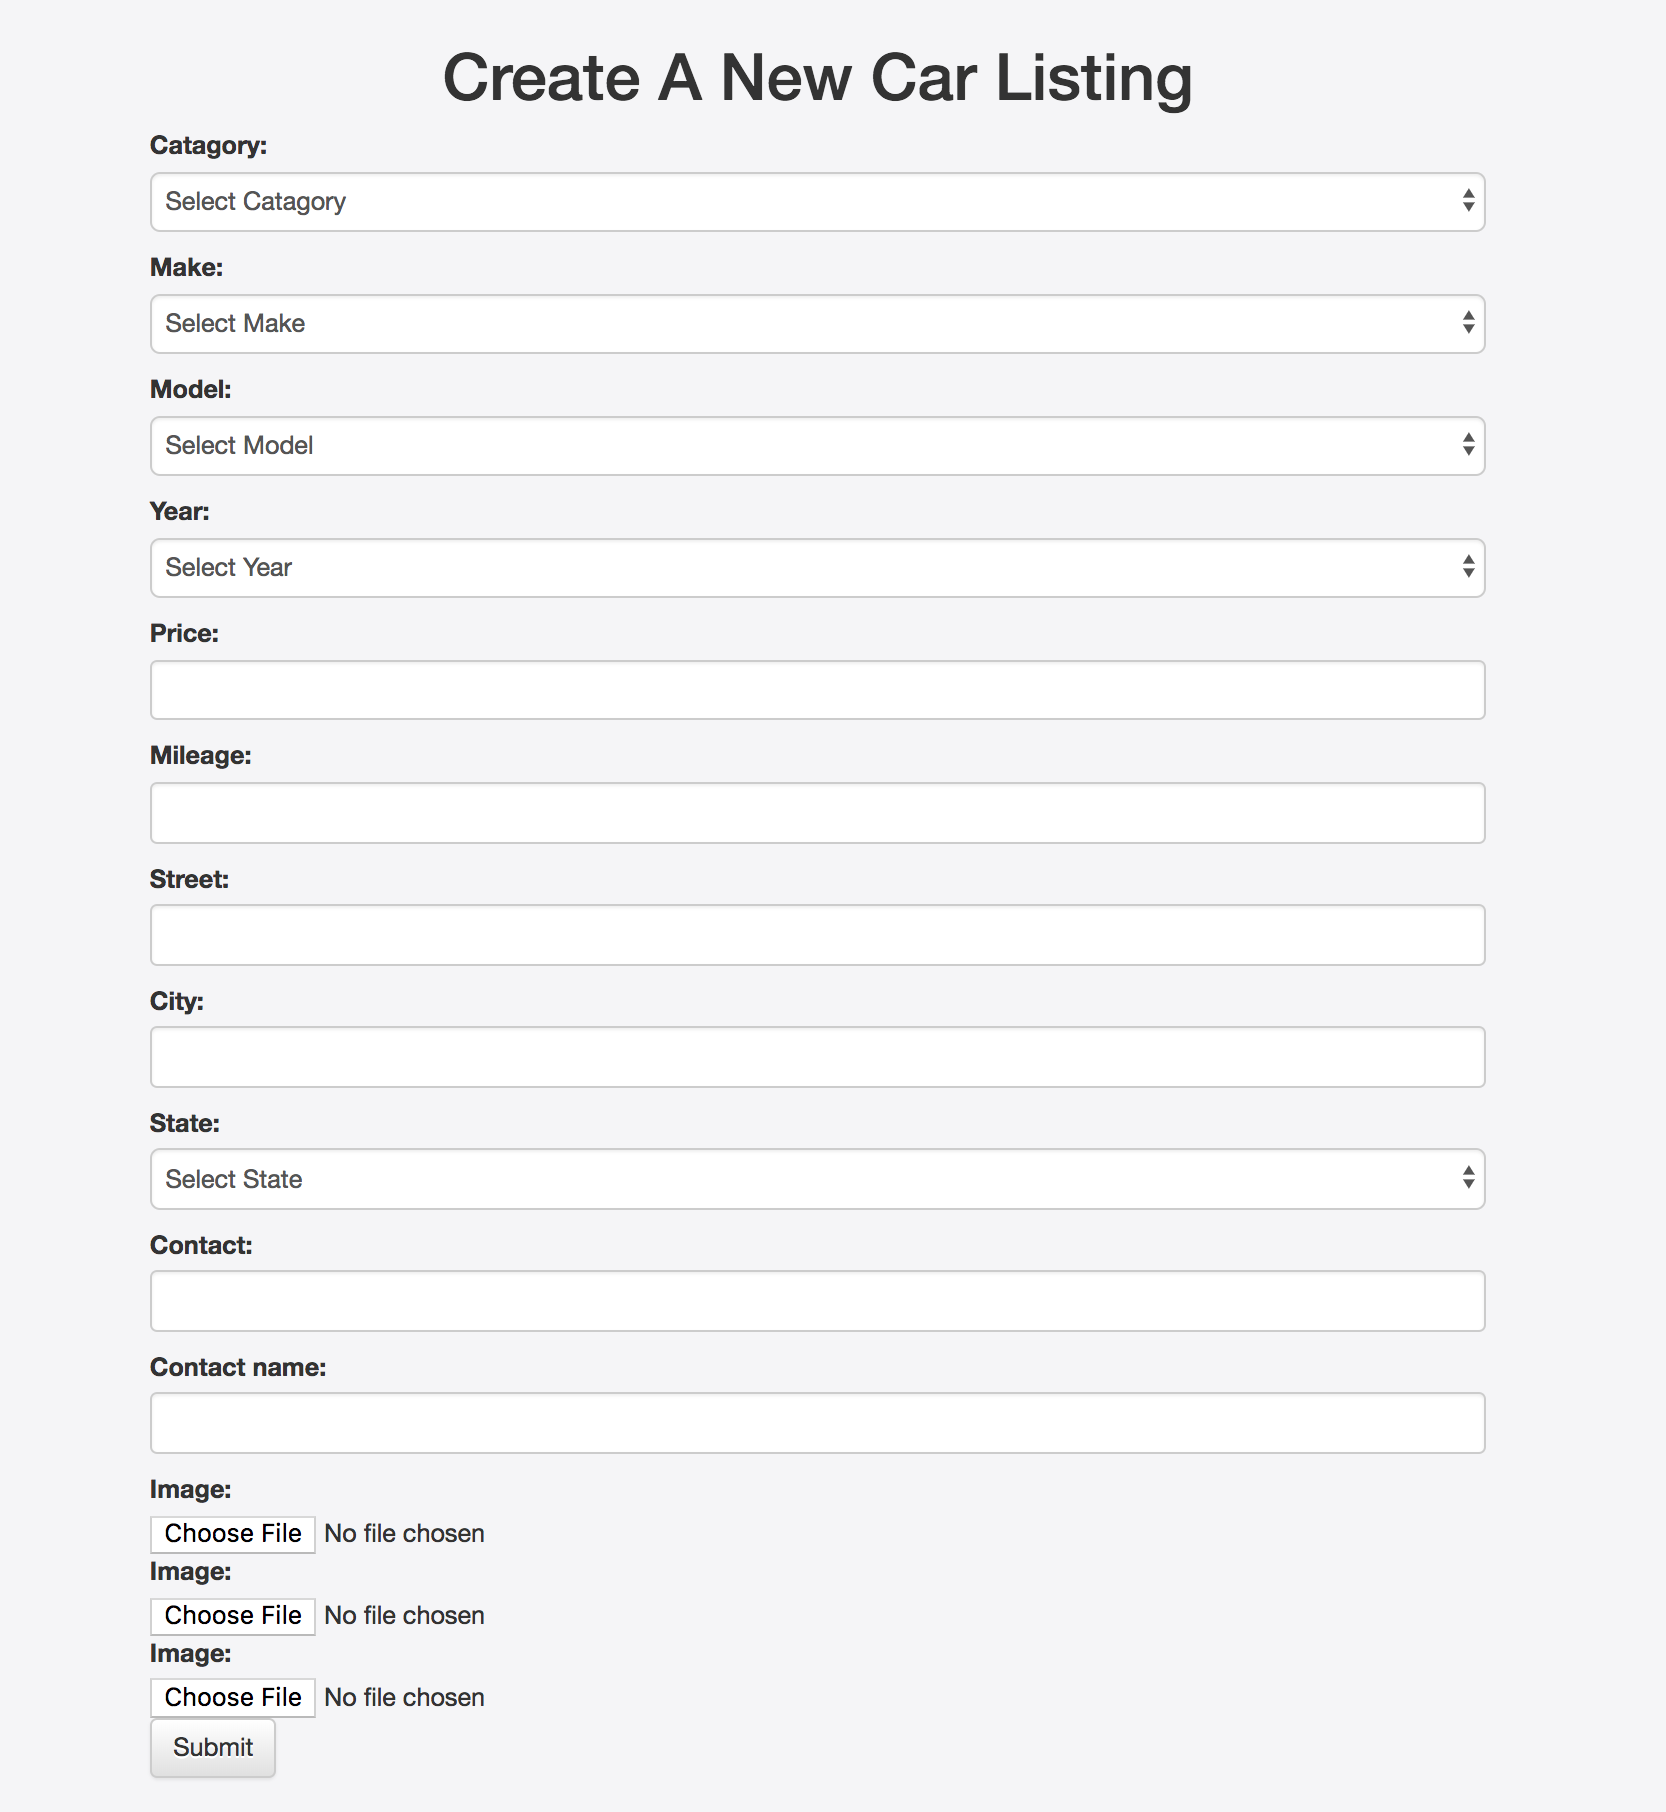 Create A New Car Listing
Catagory:
Select Catagory
Make:
Select Make
Model:
Select Model
Year:
Select Year
Price:
Mileage:
Street:
City:
State:
Select State
Contact:
Contact name:
Image:
Choose File No file chosen
Image:
Choose File No file chosen
Image:
Choose File No file chosen
Submit